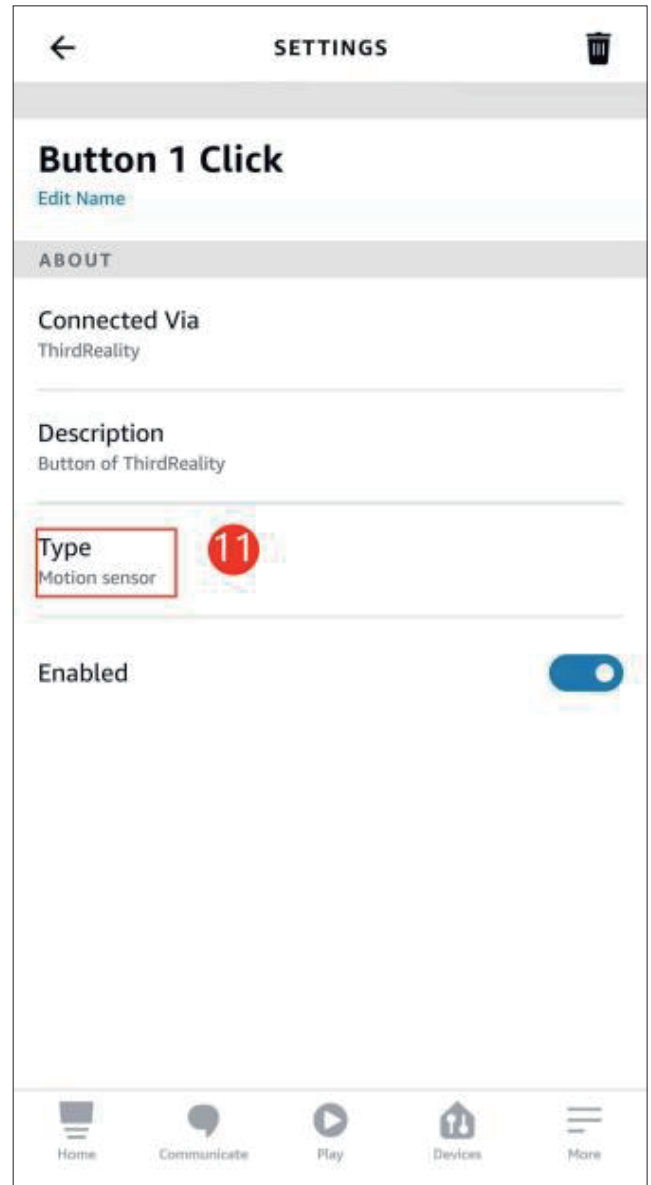 SETTINGS
Button 1 Click
Edit Name
ABOUT
Connected Via
ThirdReality
Description
Button of ThirdReality
Type
11
Motion sensor
Enabled
Home Communicate Play Devices More